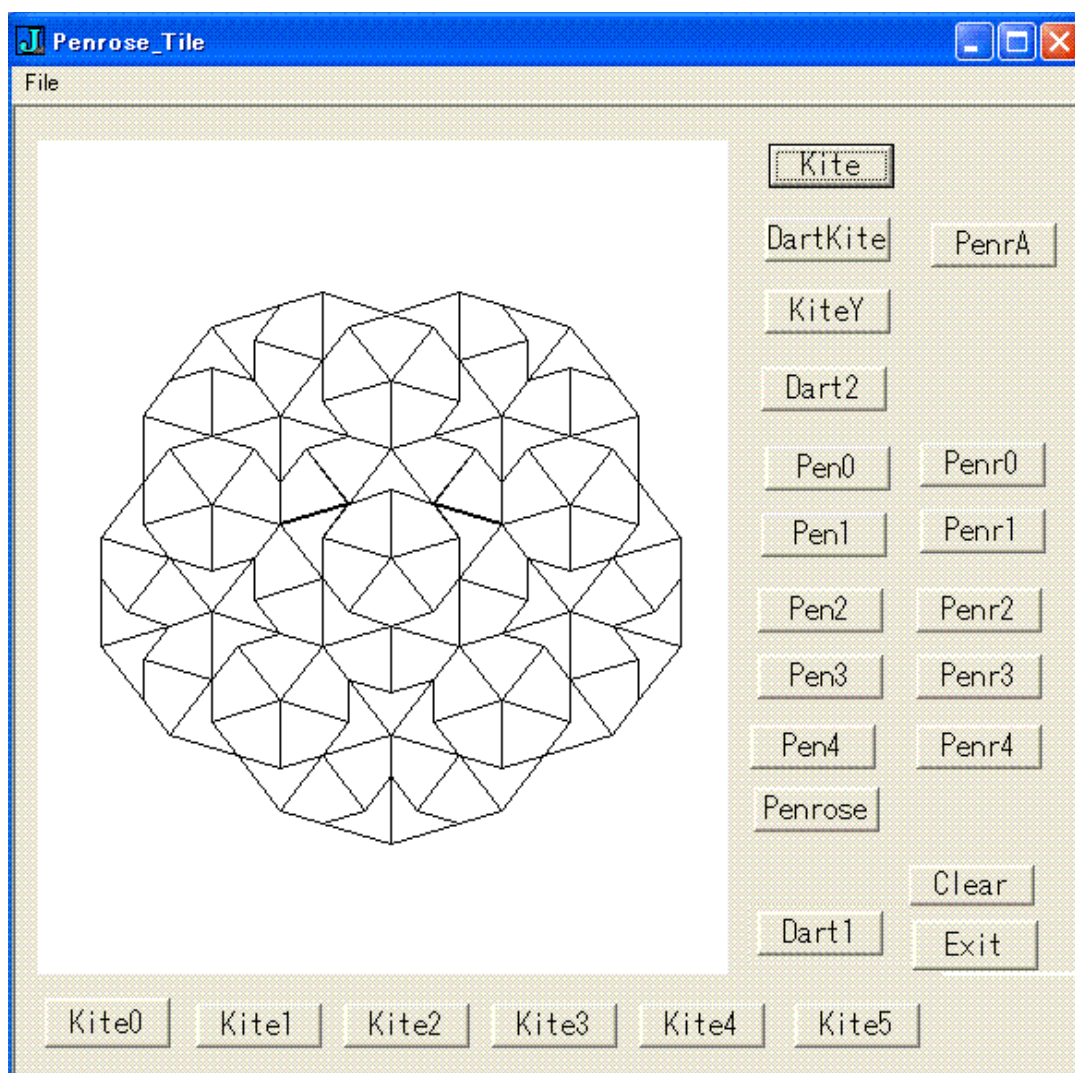 Penrose_Tile
File
Kite
DartKite
PenrA
KiteY
Dart2
Pen0
Penr0
Pen1
Penr1
Pen2
Penr2
Pen3
Penr3
Pen4
Penr4
Penrose
Clear
Dart1
Exit
Kite0
Kite1
Kite2
Kite3
Kite4
Kite5